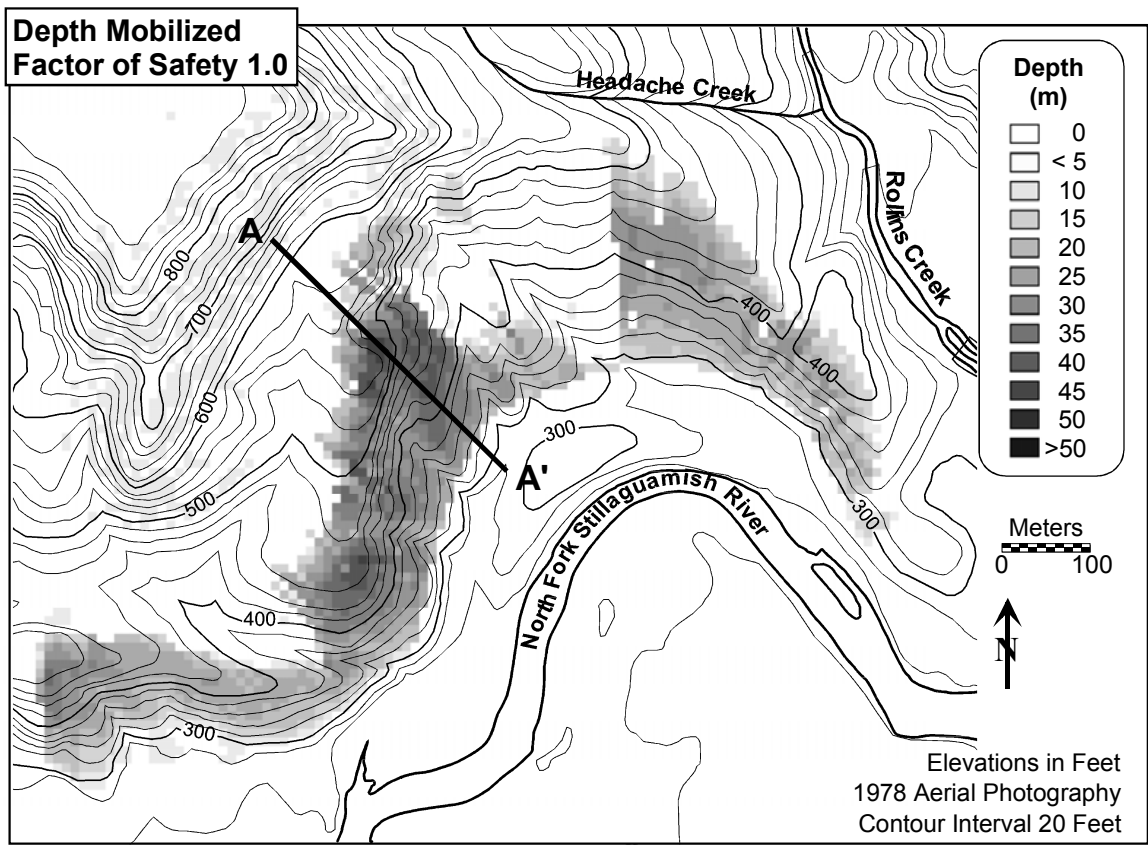 Depth Mobilized
Factor of Safety 1.0
Headache Creek
Rollins Creek
Depth
(m)
0
< 5
10
15
20
25
30
35
40
45
50
>50
A
800
700
600
500
400
300
400
400
300
A'
300
North Fork Stillaguamish River
Meters
0 100
N
Elevations in Feet
1978 Aerial Photography
Contour Interval 20 Feet